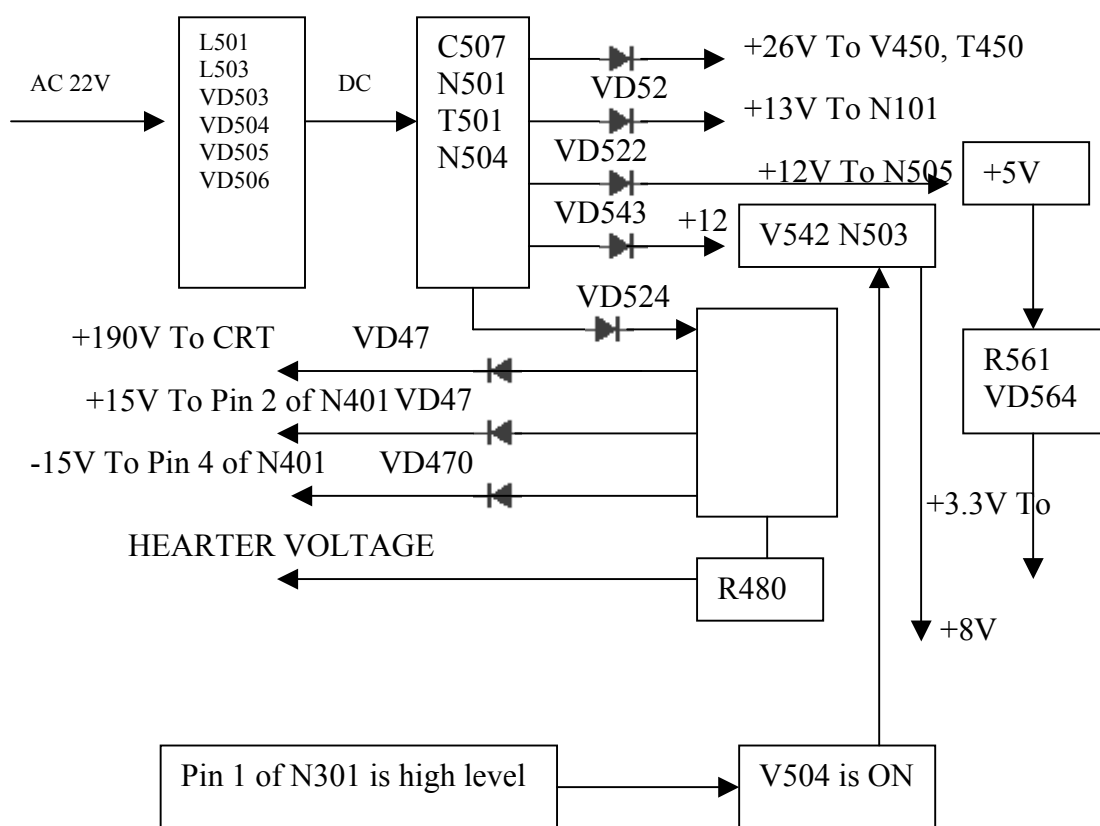 AC 22V
L501
L503
VD503
VD504
VD505
VD506
DC
C507
N501
T501
N504
+26V To V450, T450
VD52
+13V To N101
VD522
+12V To N505
+5V
VD543
+12
V542 N503
VD524
+190V To CRT
VD47
R561
VD564
+15V To Pin 2 of N401
VD47
-15V To Pin 4 of N401
VD470
+3.3V To
HEARTER VOLTAGE
R480
+8V
Pin 1 of N301 is high level
V504 is ON